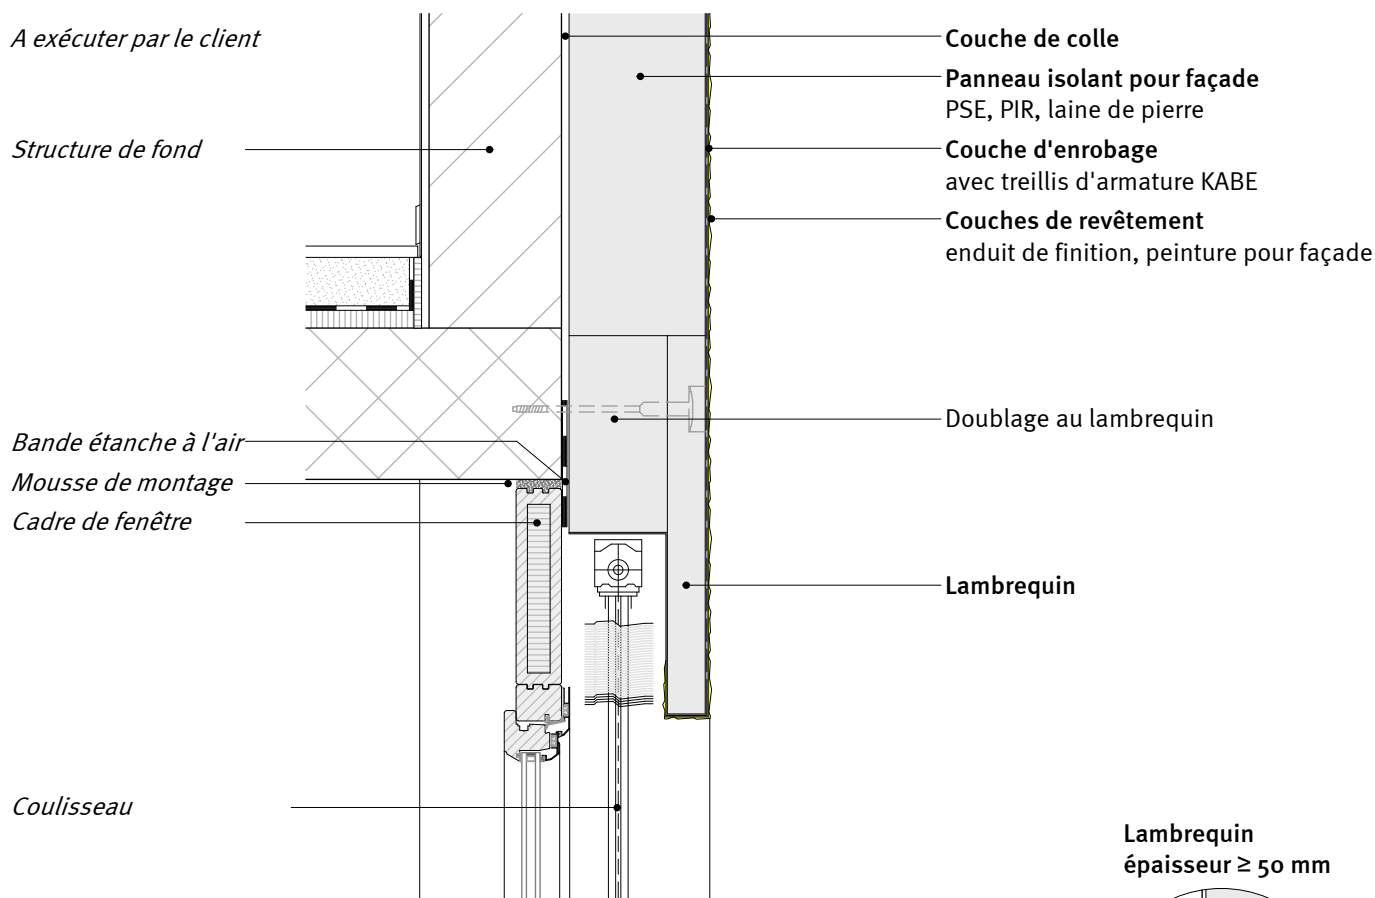 A exécuter par le client
Structure de fond
Bande étanche à l'air
Mousse de montage
Cadre de fenêtre
Coulisseau
Couche de colle
Panneau isolant pour façade
PSE, PIR, laine de pierre
Couche d'enrobage
avec treillis d'armature KABE
Couches de revêtement
enduit de finition, peinture pour façade
Doublage au lambrequin
Lambrequin
Lambrequin
épaisseur ≥ 50 mm